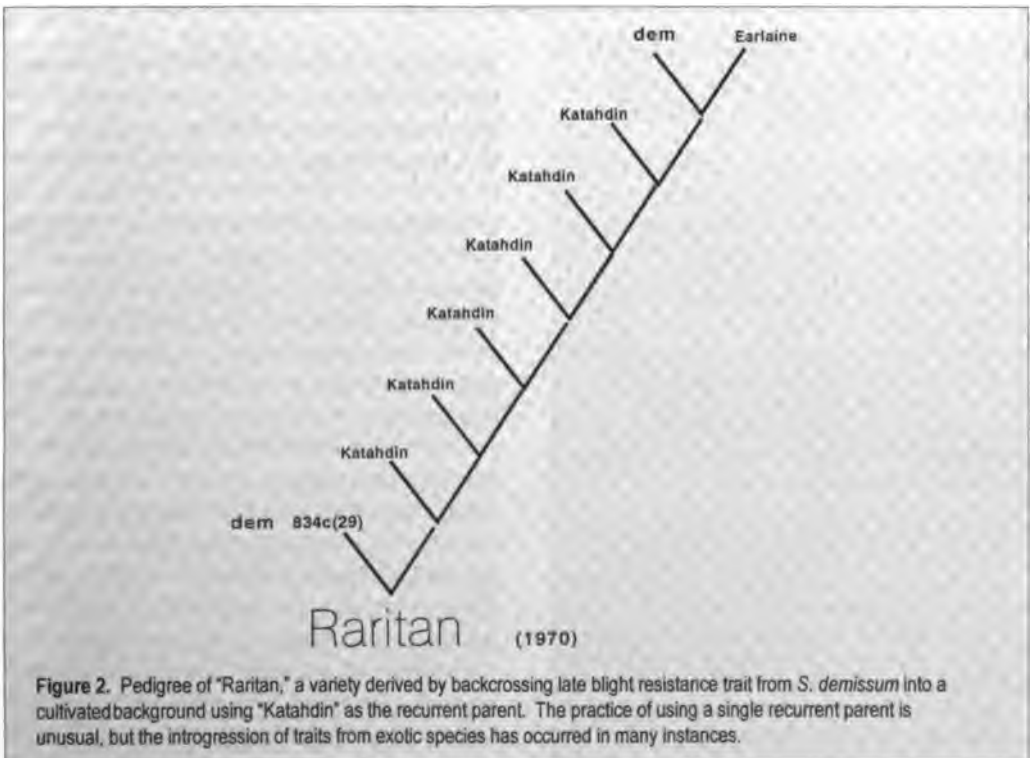 dem
Earlaine
Katahdin
Katahdin
Katahdin
Katahdin
Katahdin
Katahdin
dem 834c(29)
Raritan (1970)
Figure 2. Pedigree of "Raritan," a variety derived by backcrossing late blight resistance trait from S. demissum into a
cultivated background using "Katahdin" as the recurrent parent. The practice of using a single recurrent parent is
unusual, but the introgression of traits from exotic species has occurred in many instances.